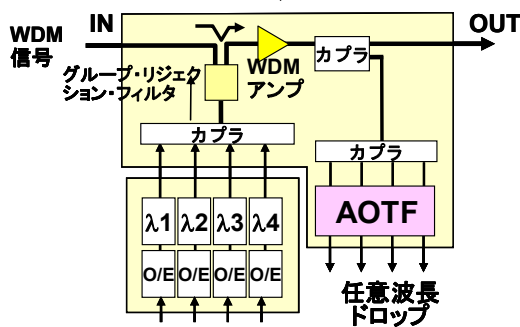 IN
OUT
WDM
信号
グループ・リジェク
ション・フィルタ
WDM
アンプ
カプラ
カプラ
カプラ
λ1 λ2 λ3 λ4
O/E O/E O/E O/E
AOTF
任意波長
ドロップ